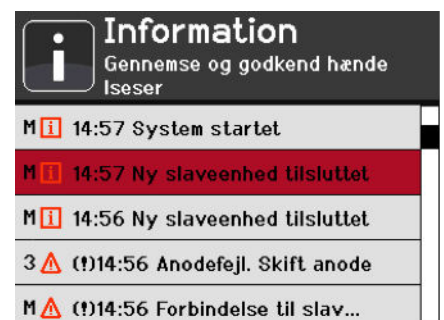 Information
Gennemse og godkend hænde
lseser
M 14:57 System startet
M 14:57 Ny slaveenhed tilsluttet
M 14:56 Ny slaveenhed tilsluttet
3 (!)14:56 Anodefejl. Skift anode
M (!)14:56 Forbindelse til slav...